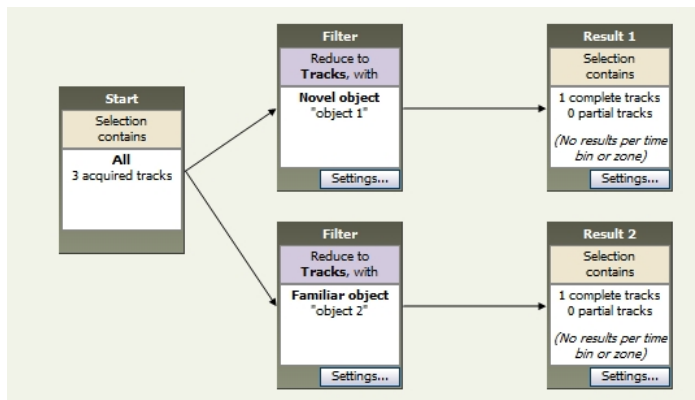 Start
Selection
contains
All
3 acquired tracks
Filter
Reduce to
Tracks, with
Novel object
"object 1"
Settings...
Result 1
Selection
contains
1 complete tracks
0 partial tracks
(No results per time
bin or zone)
Settings...
Filter
Reduce to
Tracks, with
Familiar object
"object 2"
Settings...
Result 2
Selection
contains
1 complete tracks
0 partial tracks
(No results per time
bin or zone)
Settings...